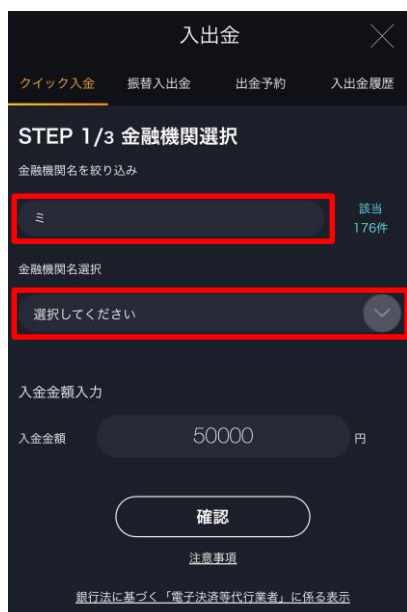 入出金
クイック入金 振替入出金 出金予約 入出金履歴
STEP 1/3 金融機関選択
金融機関名を絞り込み
ミ
該当
176件
金融機関名選択
選択してください
入金金額入力
入金金額 50000 円
確認
注意事項
銀行法に基づく「電子決済等代行業者」に係る表示